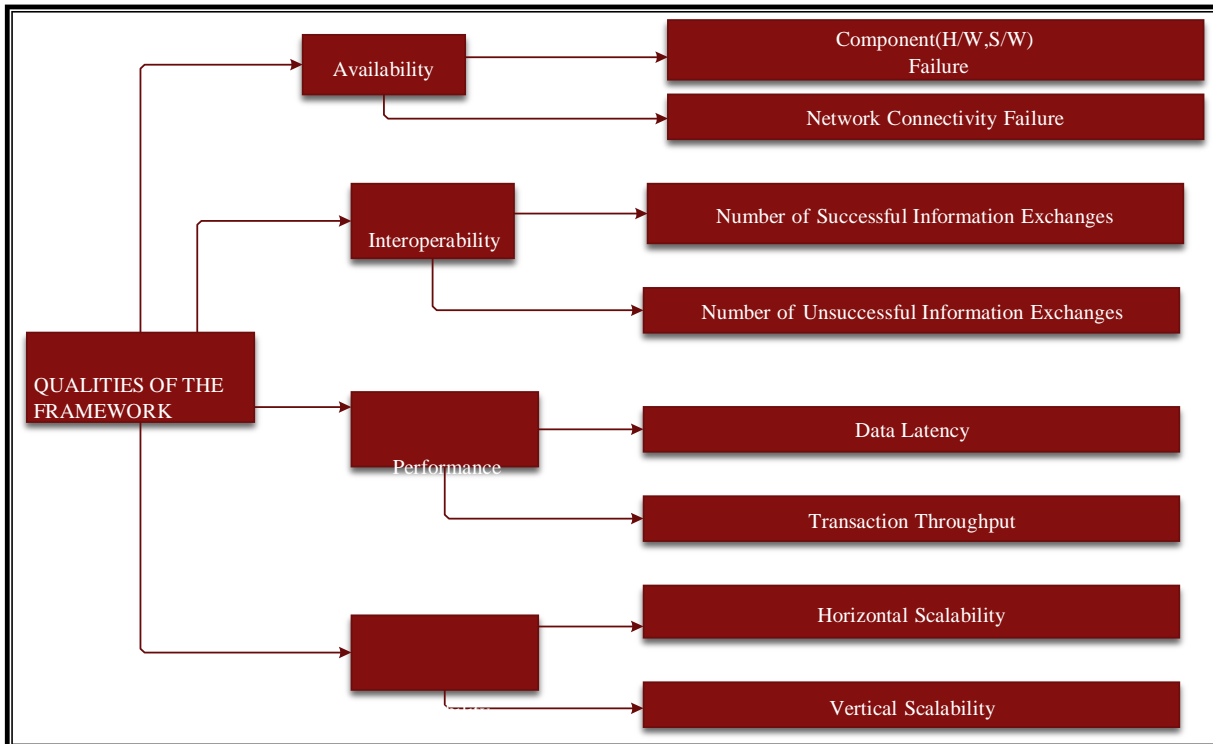 Component(H/W,S/W)
Failure
Availability
Network Connectivity Failure
Number of Successful Information Exchanges
Interoperability
Number of Unsuccessful Information Exchanges
QUALITIES OF THE
FRAMEWORK
Data Latency
Performance
Transaction Throughput
Horizontal Scalability
Vertical Scalability